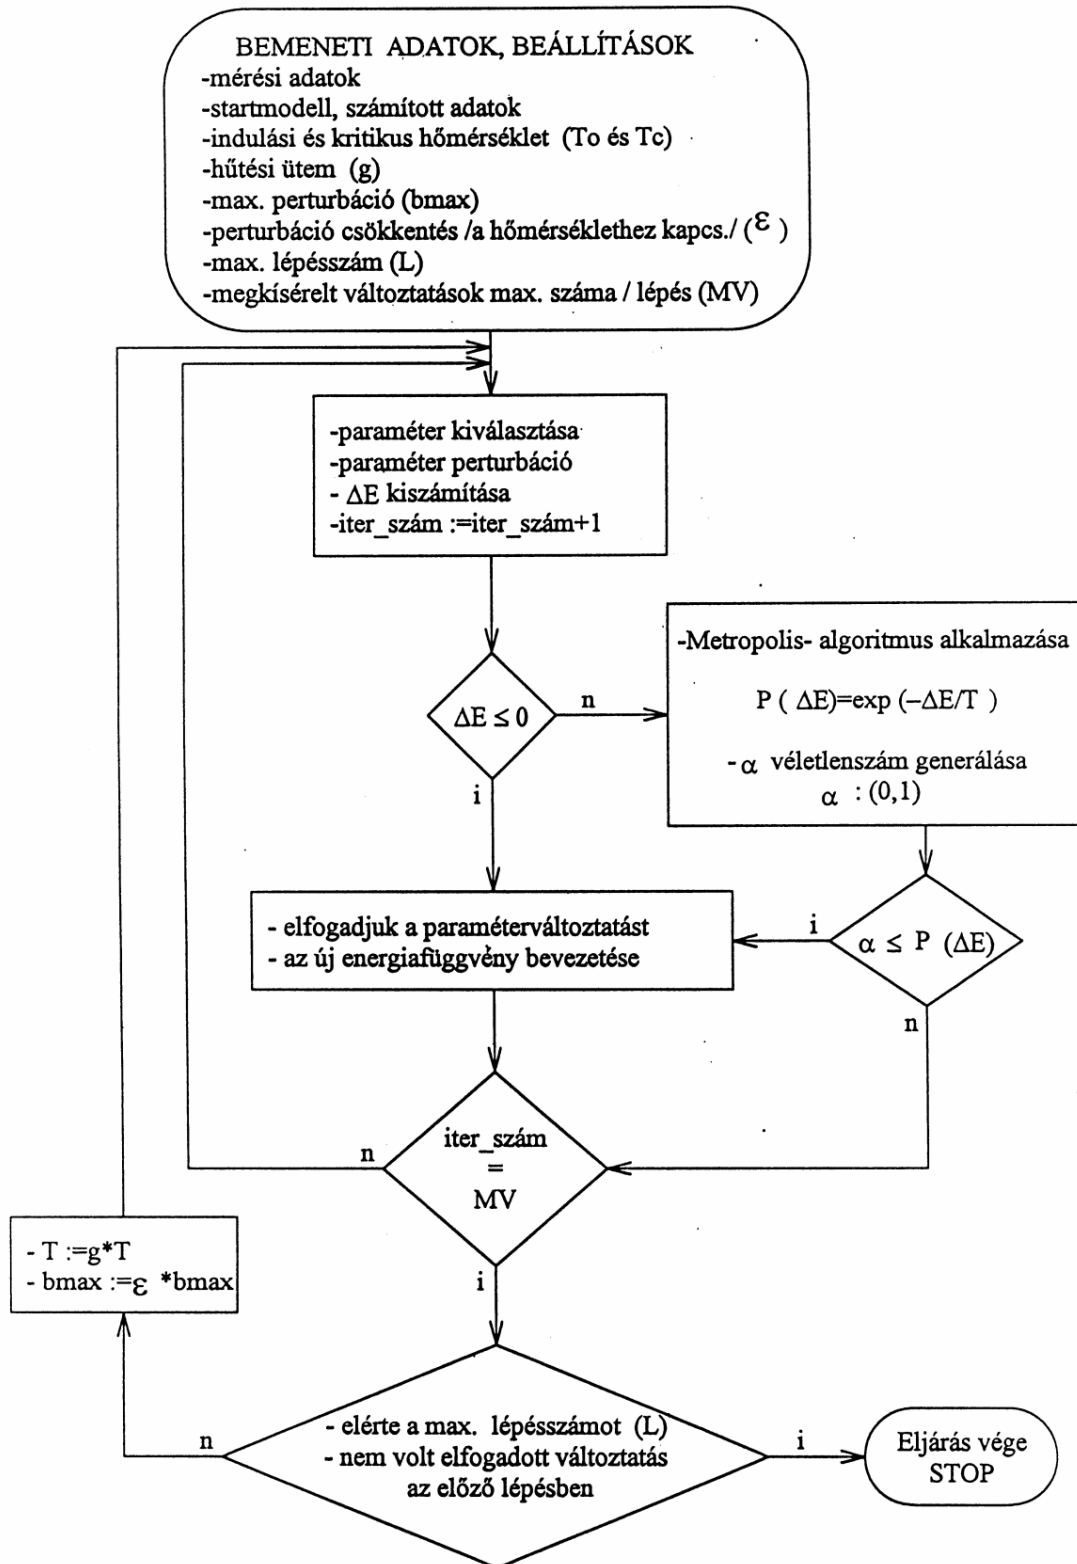 BEMENETI ADATOK, BEÁLLÍTÁSOK
-mérési adatok
-startmodell, számított adatok
-indulási és kritikus hőmérséklet (To és Tc)
-hűtési ütem (g)
-max. perturbáció (bmax)
-perturbáció csökkentés /a hőmérséklethez kapcs./ (ε)
-max. lépésszám (L)
-megkísérelt változtatások max. száma / lépés (MV)
-paraméter kiválasztása
-paraméter perturbáció
- ΔE kiszámítása
-iter_szám :=iter_szám+1
ΔE ≤ 0
n
i
-Metropolis- algoritmus alkalmazása
P ( ΔE)=exp (–ΔE/T )
- α véletlenszám generálása
α : (0,1)
α ≤ P (ΔE)
i
n
- elfogadjuk a paraméterváltoztatást
- az új energiafüggvény bevezetése
iter_szám
=
MV
n
i
- T :=g*T
- bmax :=ε *bmax
- elérte a max. lépésszámot (L)
- nem volt elfogadott változtatás
az előző lépésben
n
i
Eljárás vége
STOP